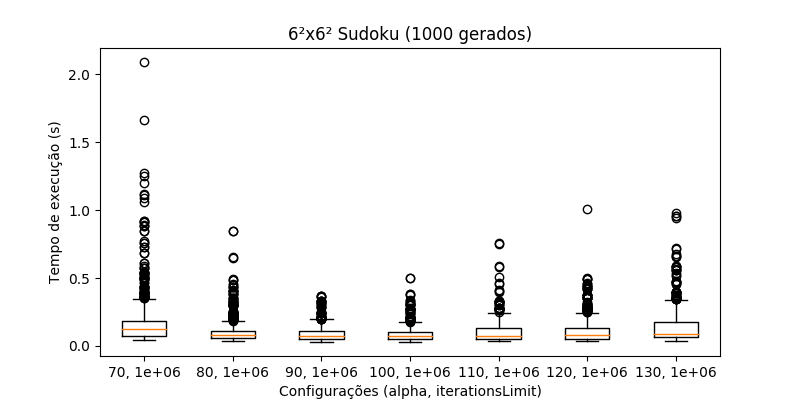 6²x6² Sudoku (1000 gerados)
Tempo de execução (s)
2.0
1.5
1.0
0.5
0.0
70, 1e+06 80, 1e+06 90, 1e+06 100, 1e+06 110, 1e+06 120, 1e+06 130, 1e+06
Configurações (alpha, iterationsLimit)